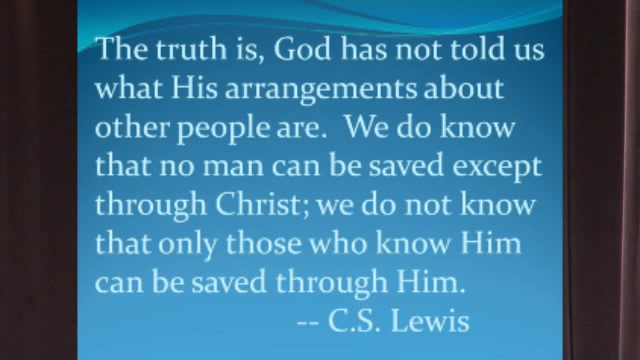 The truth is, God has not told us
what His arrangements about
other people are.  We do know
that no man can be saved except
through Christ; we do not know
that only those who know Him
can be saved through Him.
-- C.S. Lewis